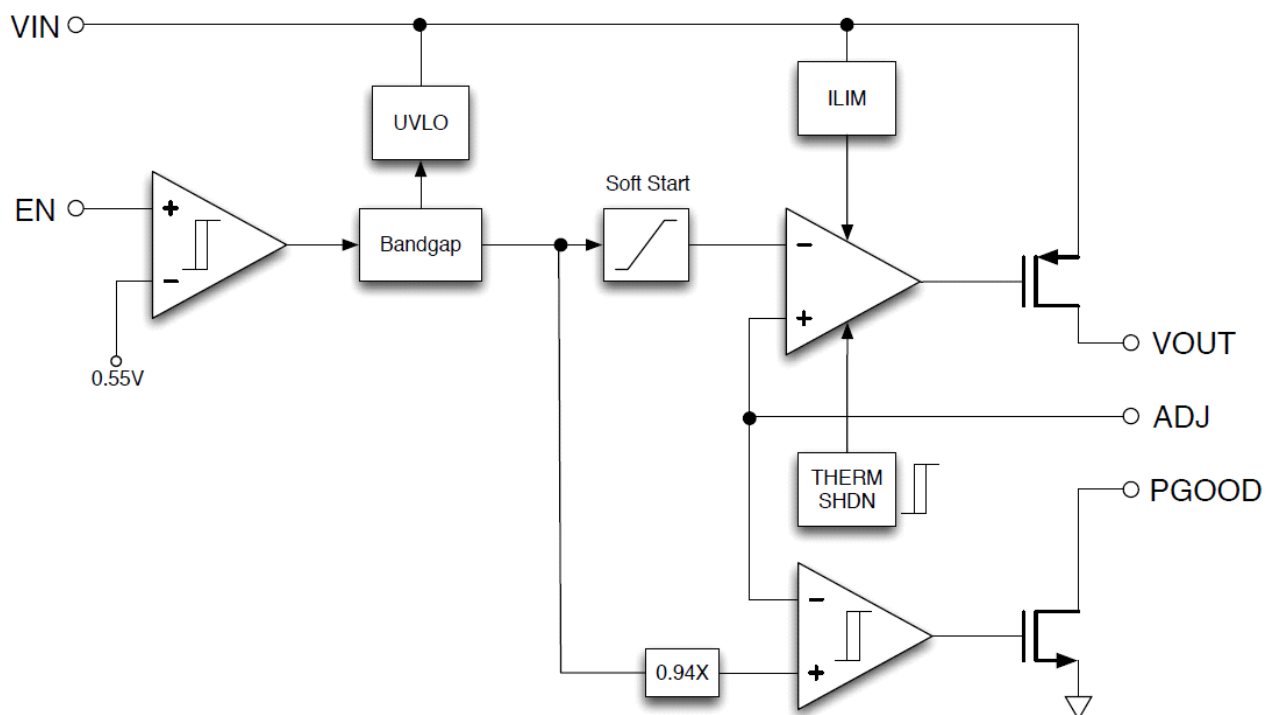 VIN
ILIM
UVLO
Soft Start
EN
+
-
Bandgap
-
+
0.55V
VOUT
ADJ
THERM
SHDN
PGOOD
-
+
0.94X